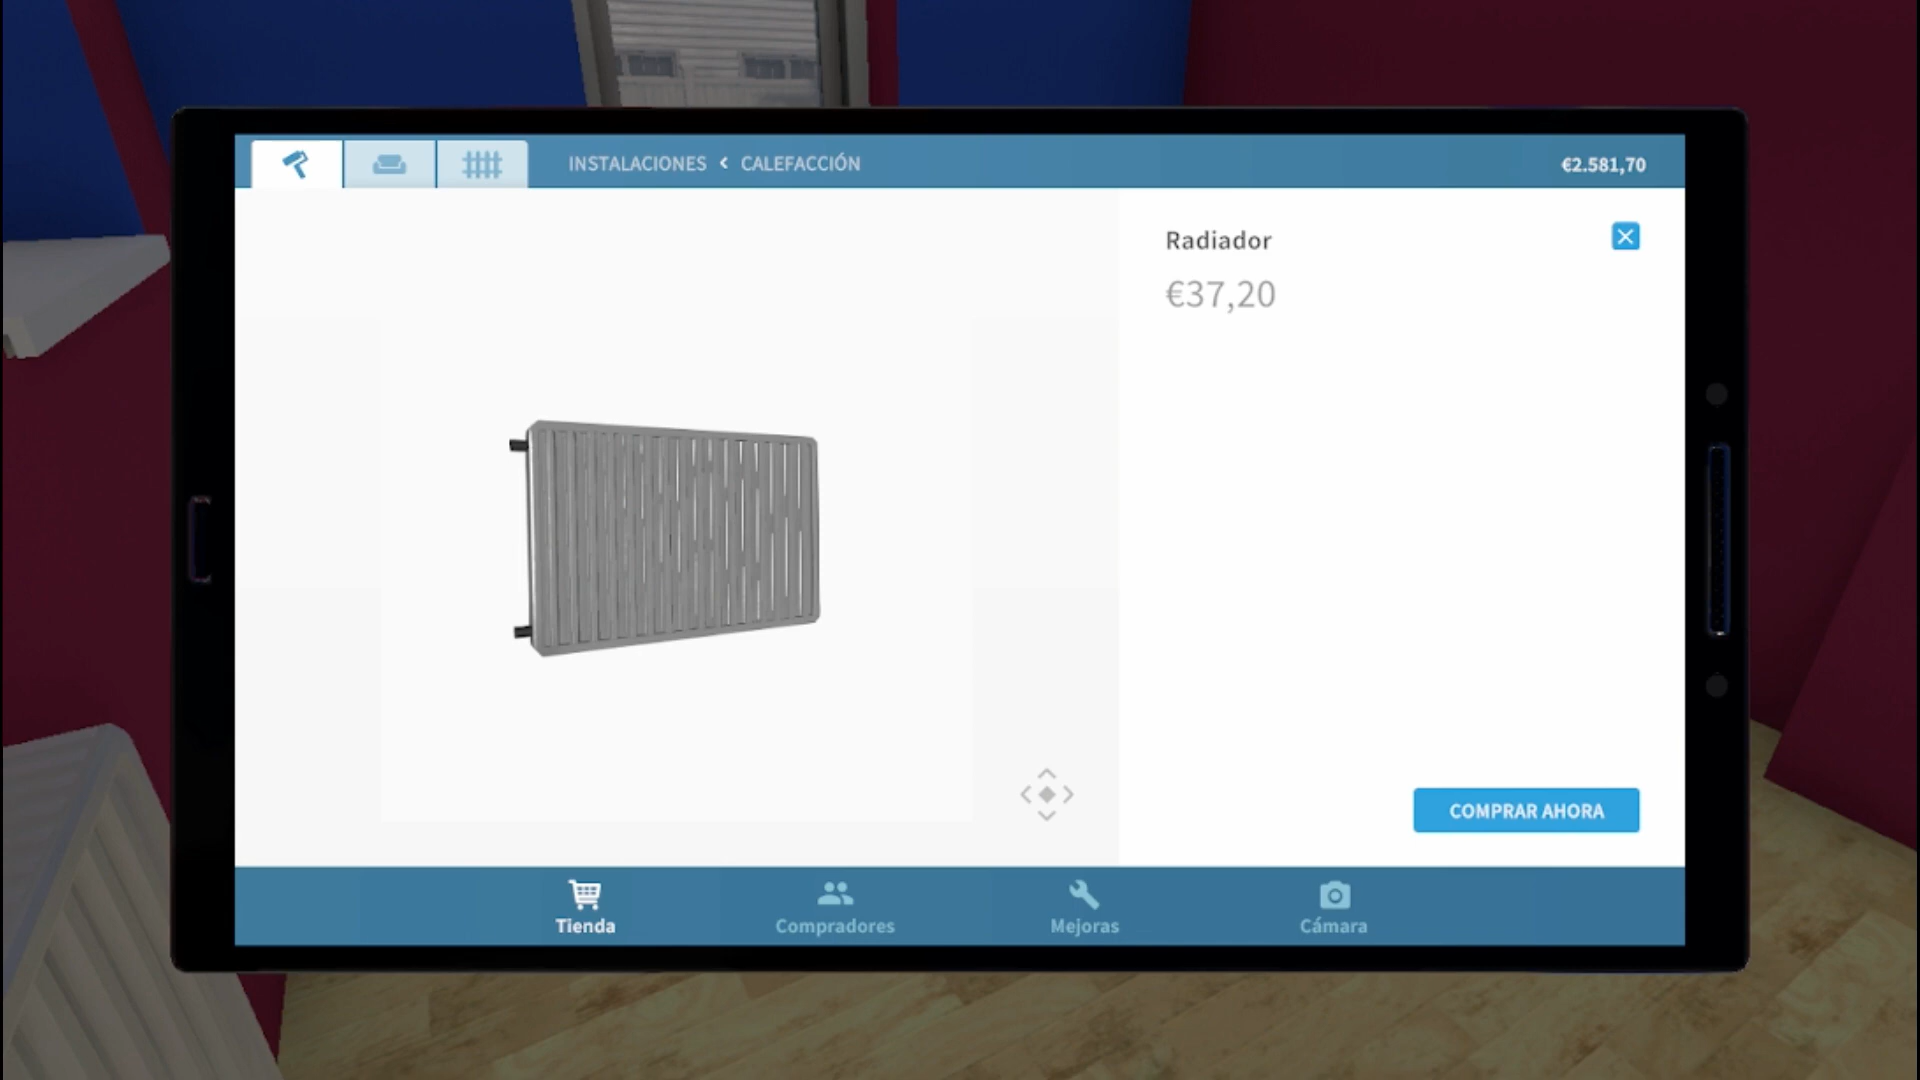 INSTALACIONES < CALEFACCIÓN
€2.581,70
Radiador
€37,20
COMPRAR AHORA
Tienda
Compradores
Mejoras
Cámara